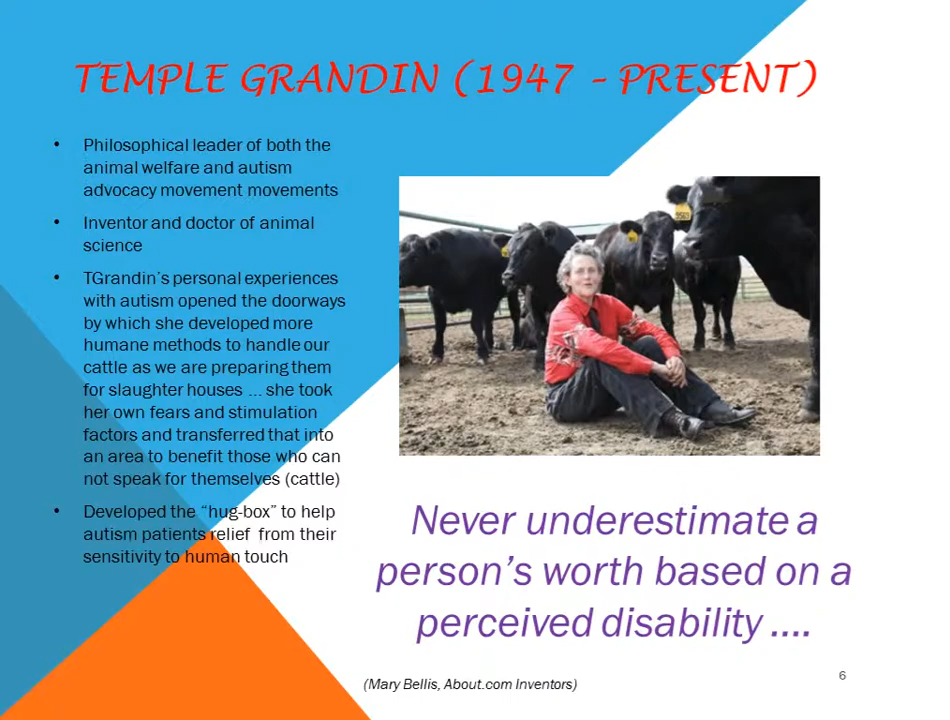 TEMPLE GRANDIN (1947 – PRESENT)
• Philosophical leader of both the
animal welfare and autism
advocacy movement movements
• Inventor and doctor of animal
science
• TGrandin's personal experiences
with autism opened the doorways
by which she developed more
humane methods to handle our
cattle as we are preparing them
for slaughter houses … she took
her own fears and stimulation
factors and transferred that into
an area to benefit those who can
not speak for themselves (cattle)
• Developed the “hug-box” to help
autism patients relief from their
sensitivity to human touch
Never underestimate a
person's worth based on a
perceived disability ….
(Mary Bellis, About.com Inventors)
6